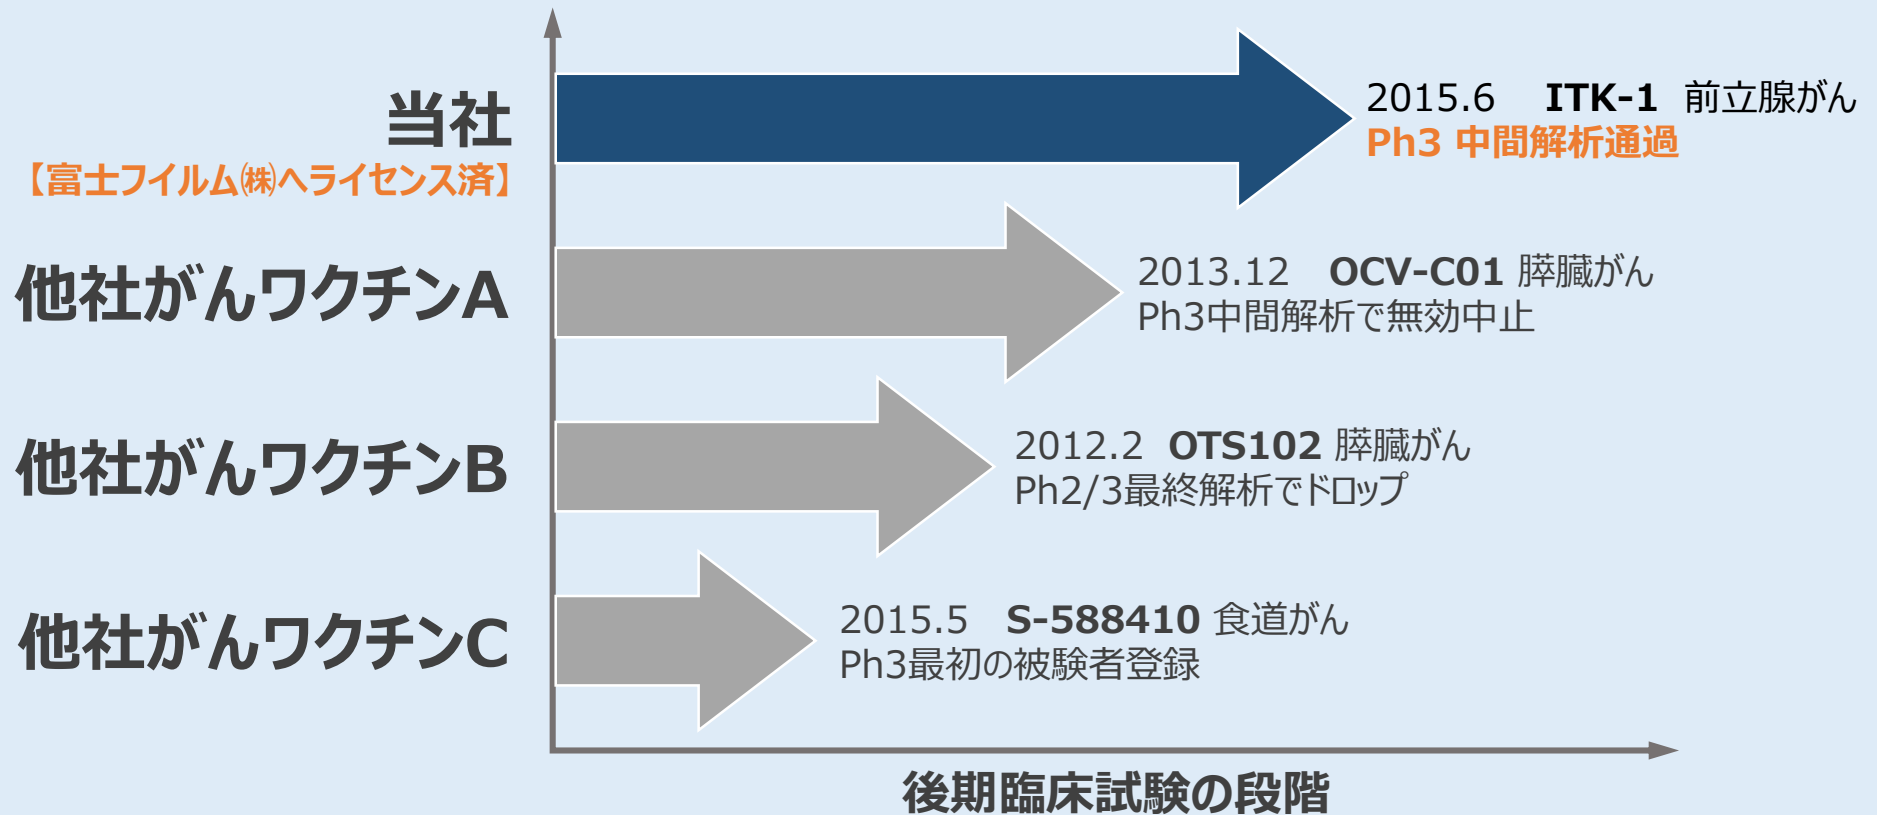 当社
【富士フイルム㈱へライセンス済】
2015.6 ITK-1 前立腺がん
Ph3 中間解析通過
他社がんワクチンA
2013.12 OCV-C01 膵臓がん
Ph3中間解析で無効中止
他社がんワクチンB
2012.2 OTS102 膵臓がん
Ph2/3最終解析でドロップ
他社がんワクチンC
2015.5 S-588410 食道がん
Ph3最初の被験者登録
後期臨床試験の段階